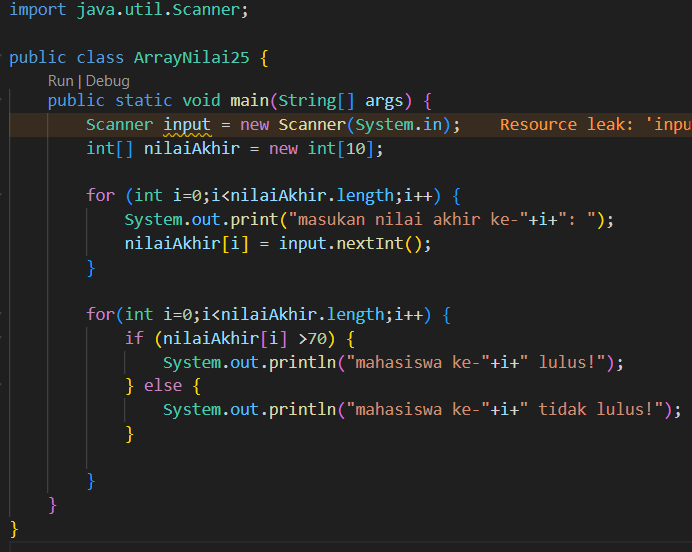 import java.util.Scanner;
public class ArrayNilai25 {
Run | Debug
public static void main(String[] args) {
Scanner input = new Scanner(System.in);    Resource leak: 'inpu
int[] nilaiAkhir = new int[10];
for (int i=0;i<nilaiAkhir.length;i++) {
System.out.print("masukan nilai akhir ke-"+i+": ");
nilaiAkhir[i] = input.nextInt();
}
for(int i=0;i<nilaiAkhir.length;i++) {
if (nilaiAkhir[i] >70) {
System.out.println("mahasiswa ke-"+i+" lulus!");
} else {
System.out.println("mahasiswa ke-"+i+" tidak lulus!");
}
}
}
}